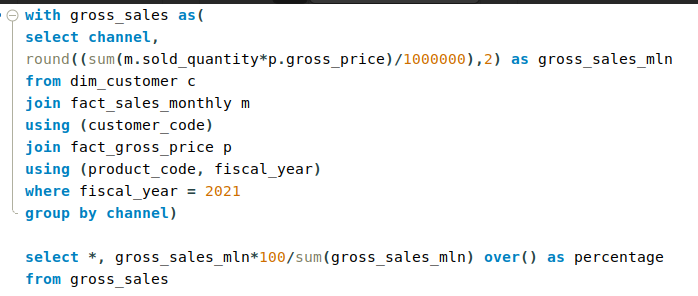 with gross_sales as(
select channel,
round((sum(m.sold_quantity*p.gross_price)/1000000),2) as gross_sales_mln
from dim_customer c
join fact_sales_monthly m
using (customer_code)
join fact_gross_price p
using (product_code, fiscal_year)
where fiscal_year = 2021
group by channel)

select *, gross_sales_mln*100/sum(gross_sales_mln) over() as percentage
from gross_sales